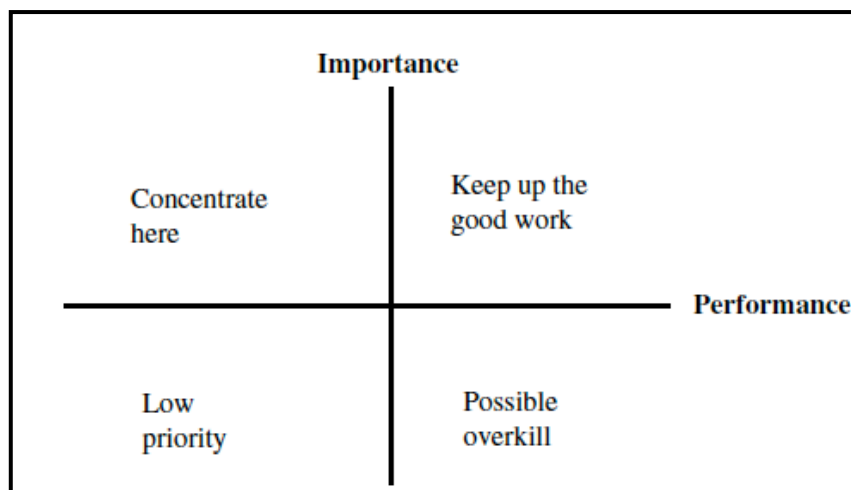 Importance
Concentrate
here
Keep up the
good work
Performance
Low
priority
Possible
overkill